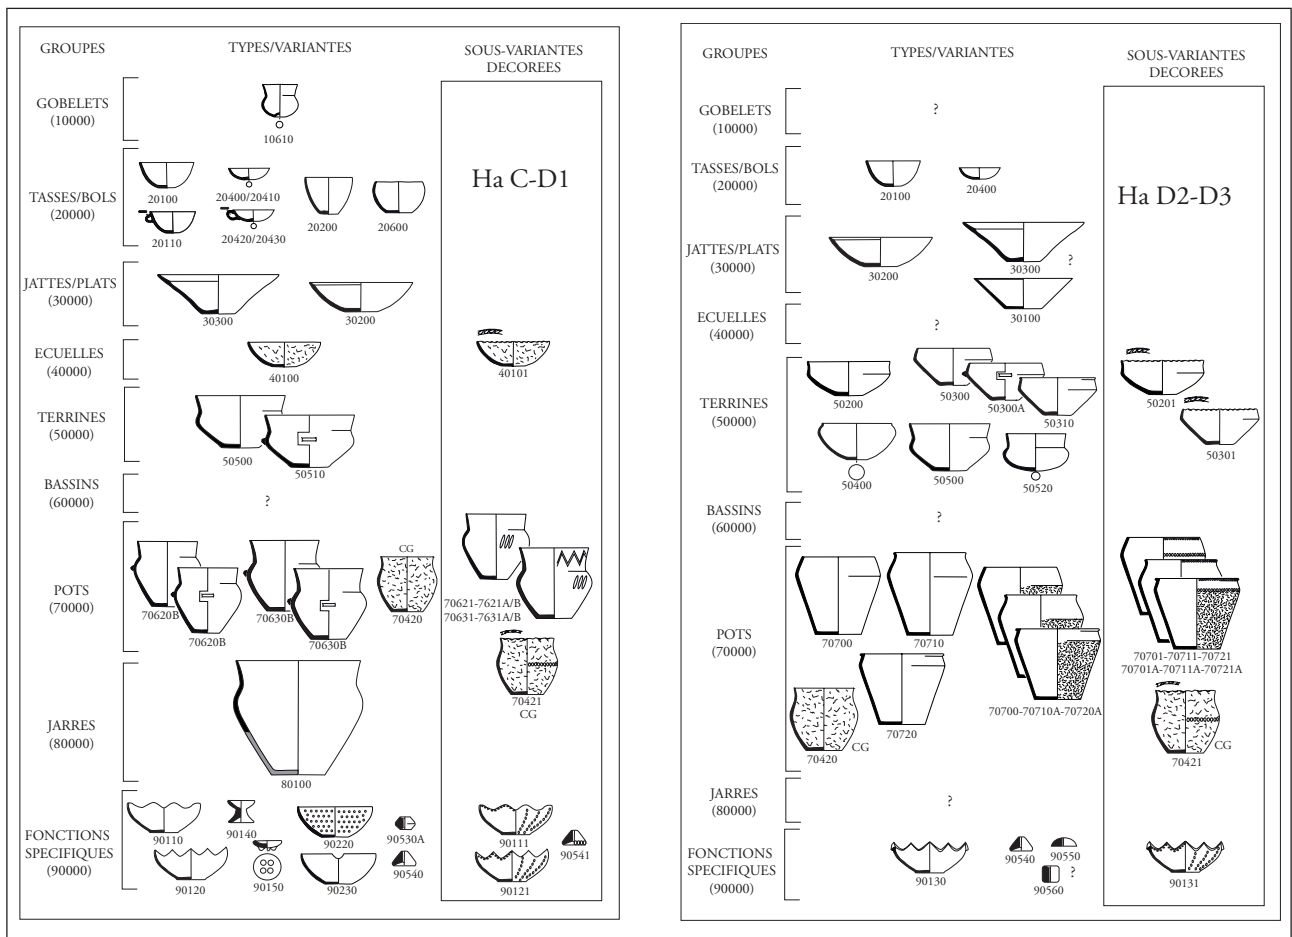 GROUPES
TYPES/VARIANTES
SOUS-VARIANTES
DECOREES
Ha C-D1
GOBELETS
(10000)
10610
TASSES/BOLS
(20000)
20100
20400/20410
20110
20420/20430
20200
20600
JATTES/PLATS
(30000)
30300
30200
ECUELLES
(40000)
40100
40101
TERRINES
(50000)
50500
50510
BASSINS
(60000)
?
POTS
(70000)
70620B
70620B
70630B
70630B
CG
70420
70621-7621A/B
70631-7631A/B
70421
CG
JARRES
(80000)
80100
FONCTIONS
SPECIFIQUES
(90000)
90110
90140
90220
90530A
90120
90150
90230
90540
90111
90541
90121
GROUPES
TYPES/VARIANTES
SOUS-VARIANTES
DECOREES
Ha D2-D3
GOBELETS
(10000)
?
TASSES/BOLS
(20000)
20100
20400
JATTES/PLATS
(30000)
30200
30300
?
30100
ECUELLES
(40000)
?
TERRINES
(50000)
50200
50300
50300A
50310
50400
50500
50520
50201
50301
BASSINS
(60000)
?
POTS
(70000)
70700
70710
70700-70710A-70720A
70420
CG
70720
70701-70711-70721
70701A-70711A-70721A
CG
70421
JARRES
(80000)
?
FONCTIONS
SPECIFIQUES
(90000)
90130
90540
90550
90560
?
90131